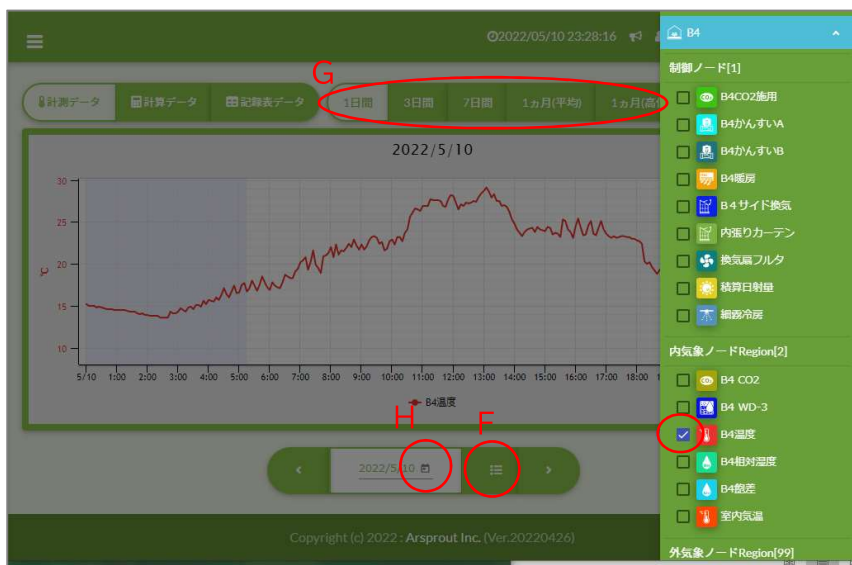 2022/05/10 23:28:16
G
計測データ 計算データ 記録表データ 1日間 3日間 7日間 1ヵ月(平均) 1ヵ月(高
2022/5/10
30
25
20
15
10
℃
5/10 1:00 2:00 3:00 4:00 5:00 6:00 7:00 8:00 9:00 10:00 11:00 12:00 13:00 14:00 15:00 16:00 17:00 18:00
B4温度
H F
2022/5/10
Copyright (c) 2022 : Arsprout Inc. (Ver.20220426)
B4
制御ノード[1]
B4CO2施用
B4かんすいA
B4かんすいB
B4暖房
B4サイド換気
内張りカーテン
換気扇フルタ
積算日射量
細霧冷房
内気象ノードRegion[2]
B4 CO2
B4 WD-3
B4温度
B4相対湿度
B4飽差
室内気温
外気象ノードRegion[99]